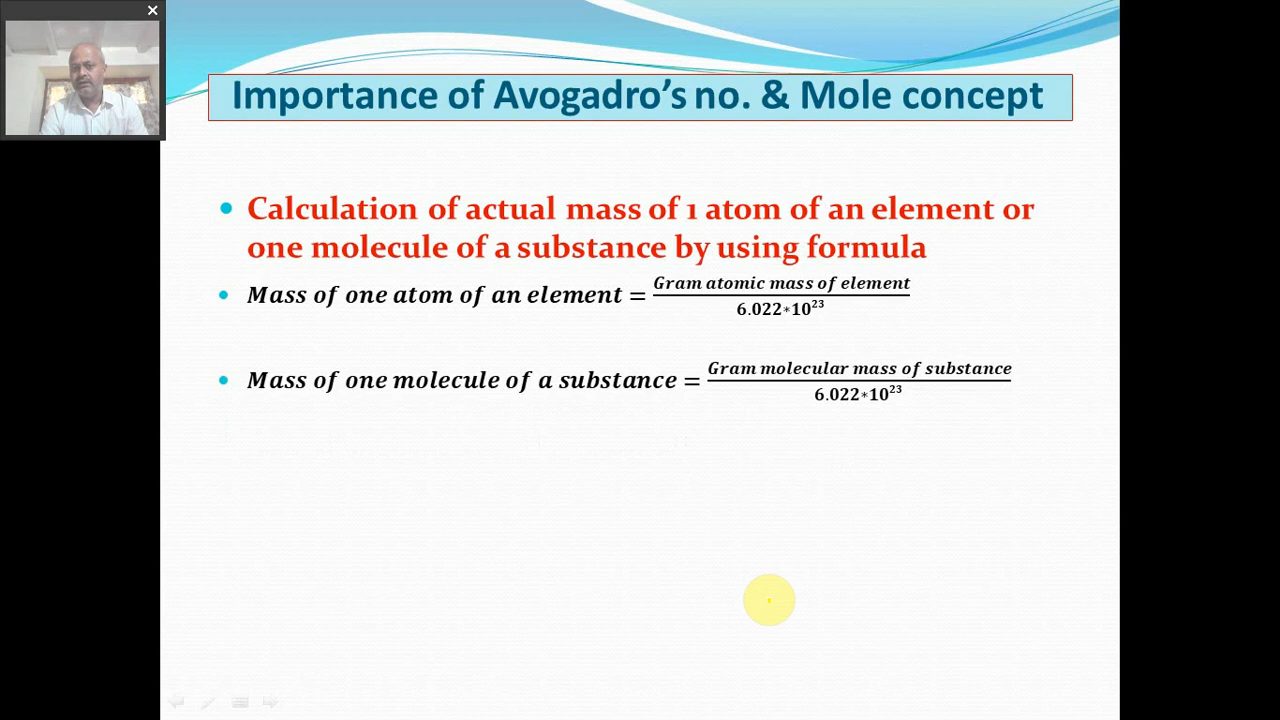 Importance of Avogadro's no. & Mole concept
• Calculation of actual mass of 1 atom of an element or
one molecule of a substance by using formula
• Mass of one atom of an element = Gram atomic mass of element / 6.022*10²³
• Mass of one molecule of a substance = Gram molecular mass of substance / 6.022*10²³